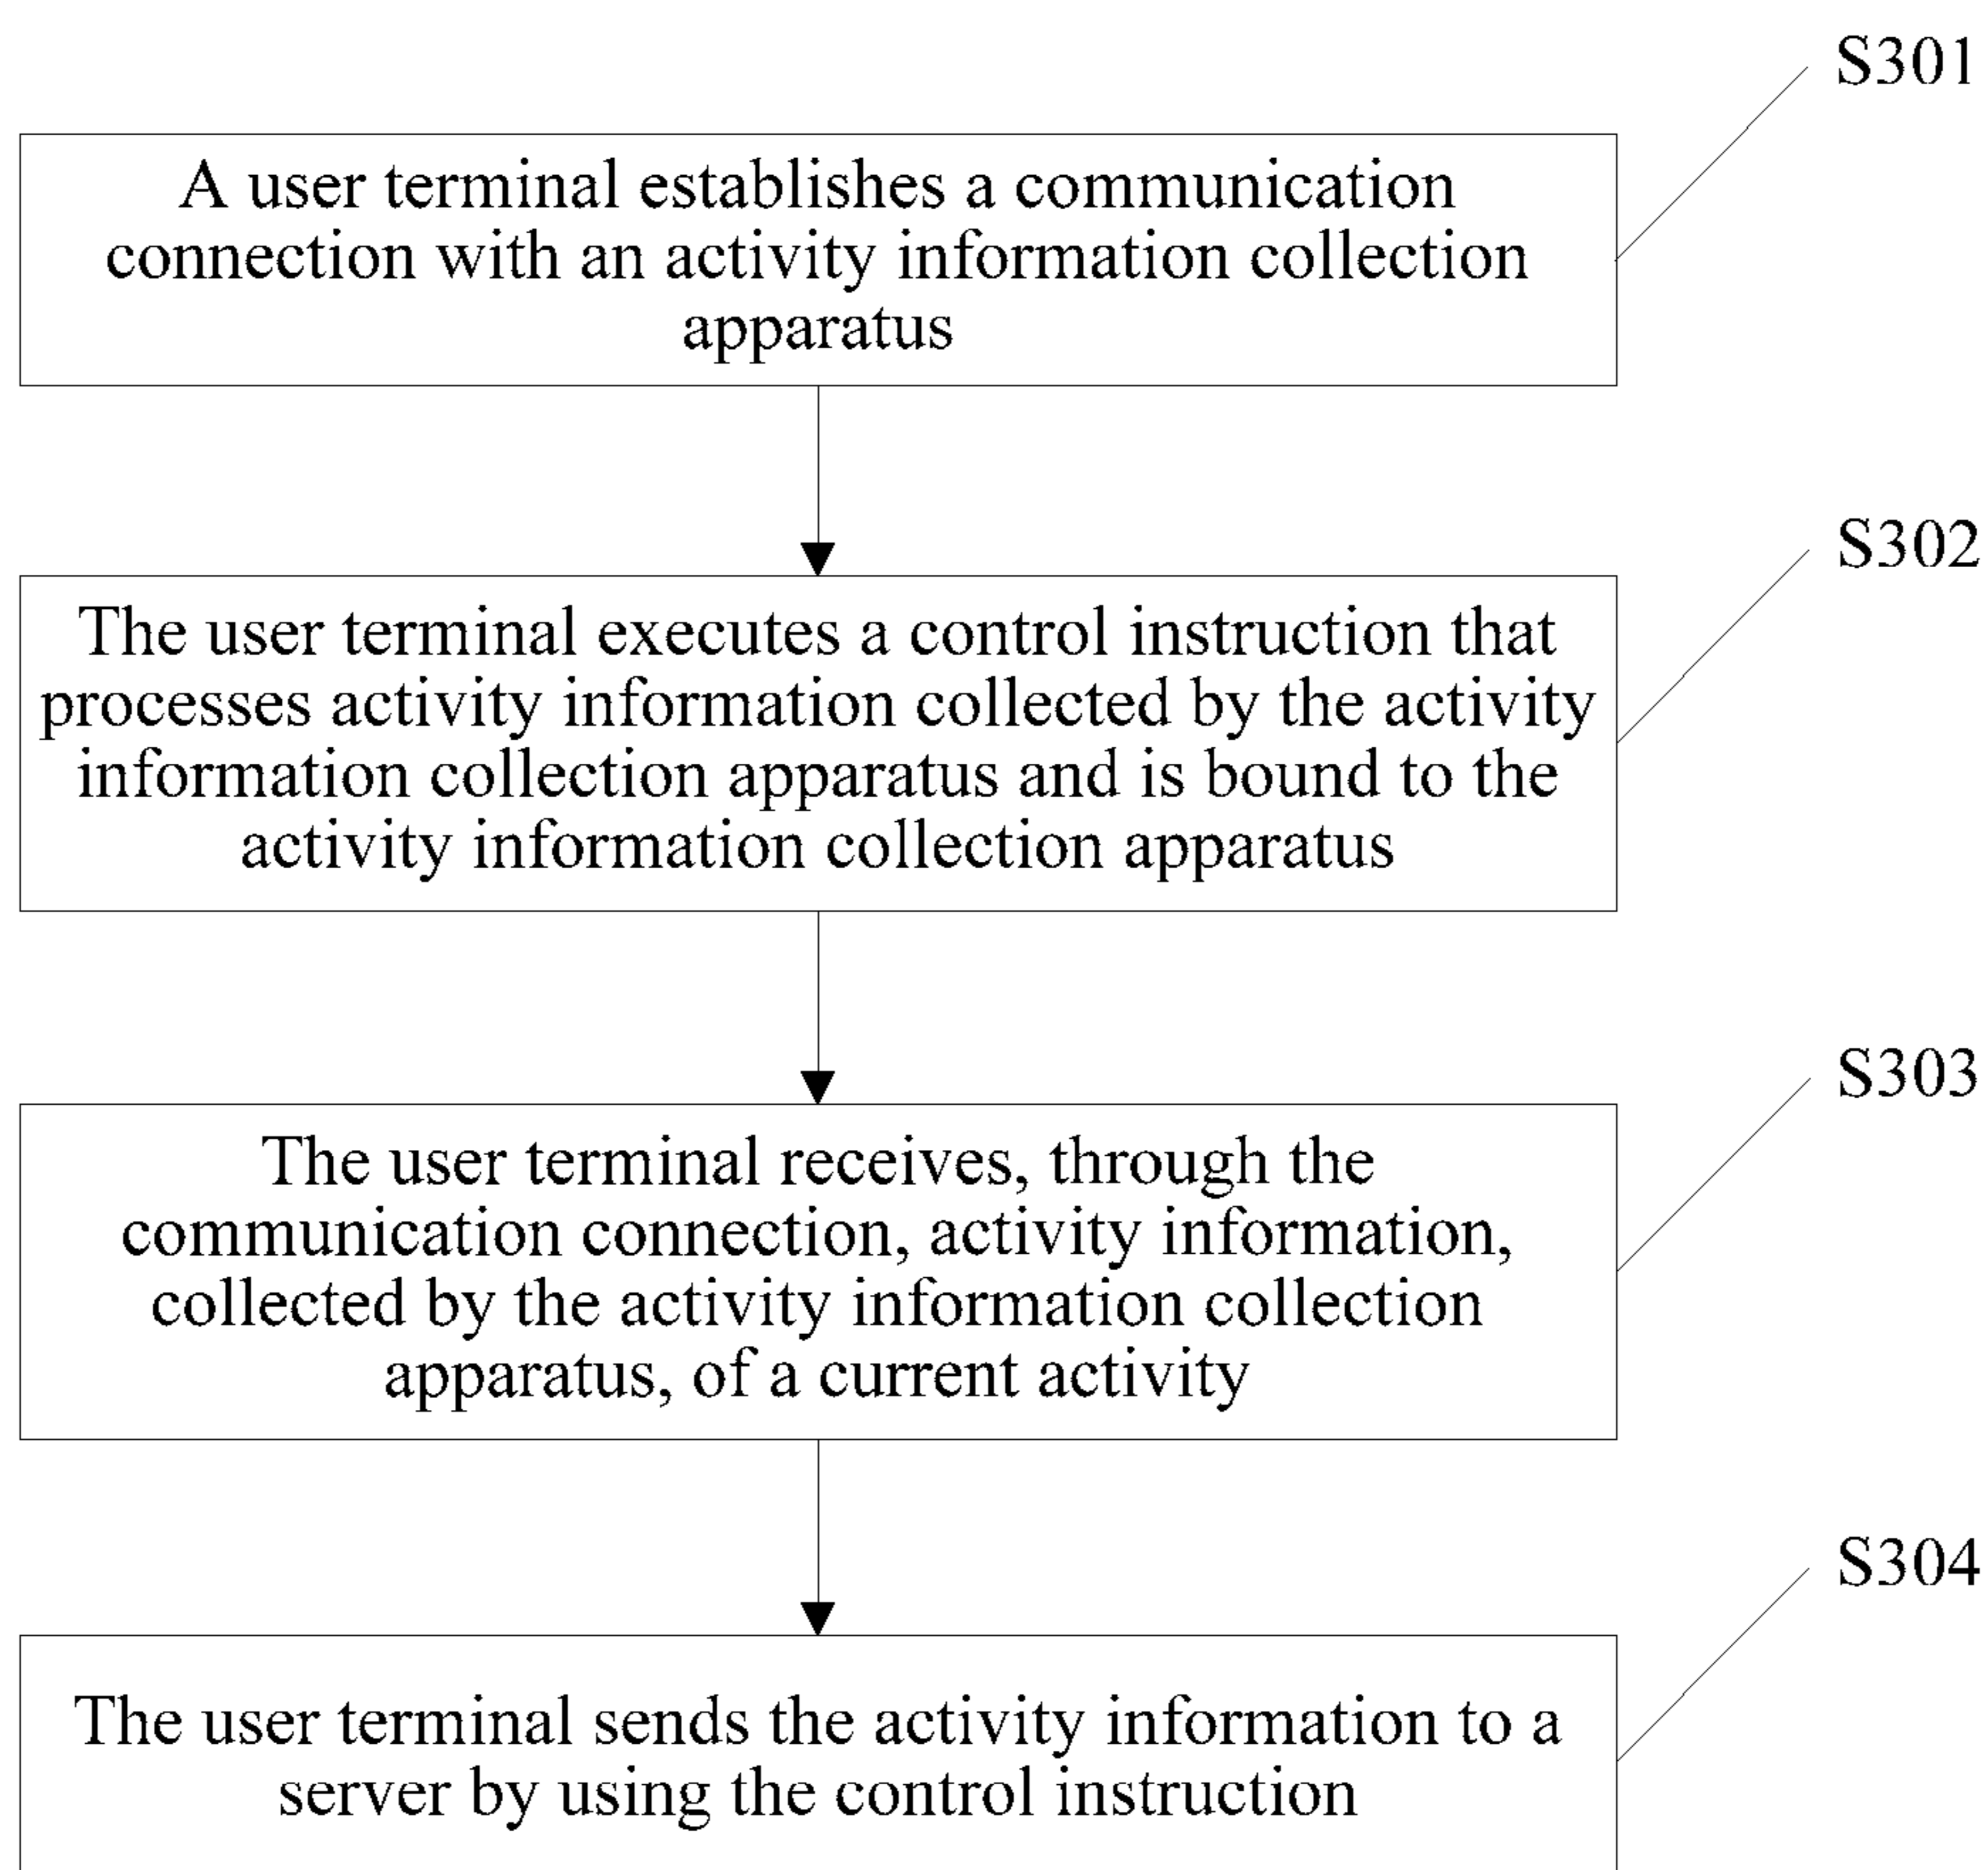 S301
A user terminal establishes a communication
connection with an activity information collection
apparatus
S302
The user terminal executes a control instruction that
processes activity information collected by the activity
information collection apparatus and is bound to the
activity information collection apparatus
S303
The user terminal receives, through the
communication connection, activity information,
collected by the activity information collection
apparatus, of a current activity
S304
The user terminal sends the activity information to a
server by using the control instruction